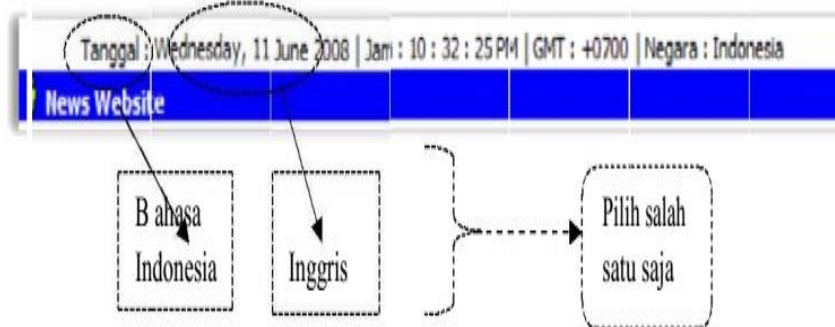 Tanggal : Wednesday, 11 June 2008 | Jam : 10 : 32 : 25 PM | GMT : +0700 | Negara : Indonesia
News Website
B ahasa
Indonesia
Inggris
Pilih salah
satu saja